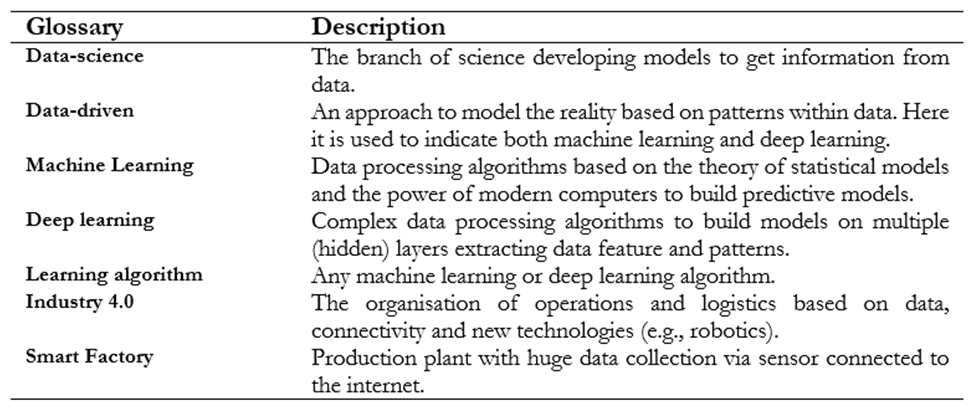 Glossary Description
Data-science The branch of science developing models to get information from
data.
Data-driven An approach to model the reality based on patterns within data. Here
it is used to indicate both machine learning and deep learning.
Machine Learning Data processing algorithms based on the theory of statistical models
and the power of modern computers to build predictive models.
Deep learning Complex data processing algorithms to build models on multiple
(hidden) layers extracting data feature and patterns.
Learning algorithm Any machine learning or deep learning algorithm.
Industry 4.0 The organisation of operations and logistics based on data,
connectivity and new technologies (e.g., robotics).
Smart Factory Production plant with huge data collection via sensor connected to
the internet.